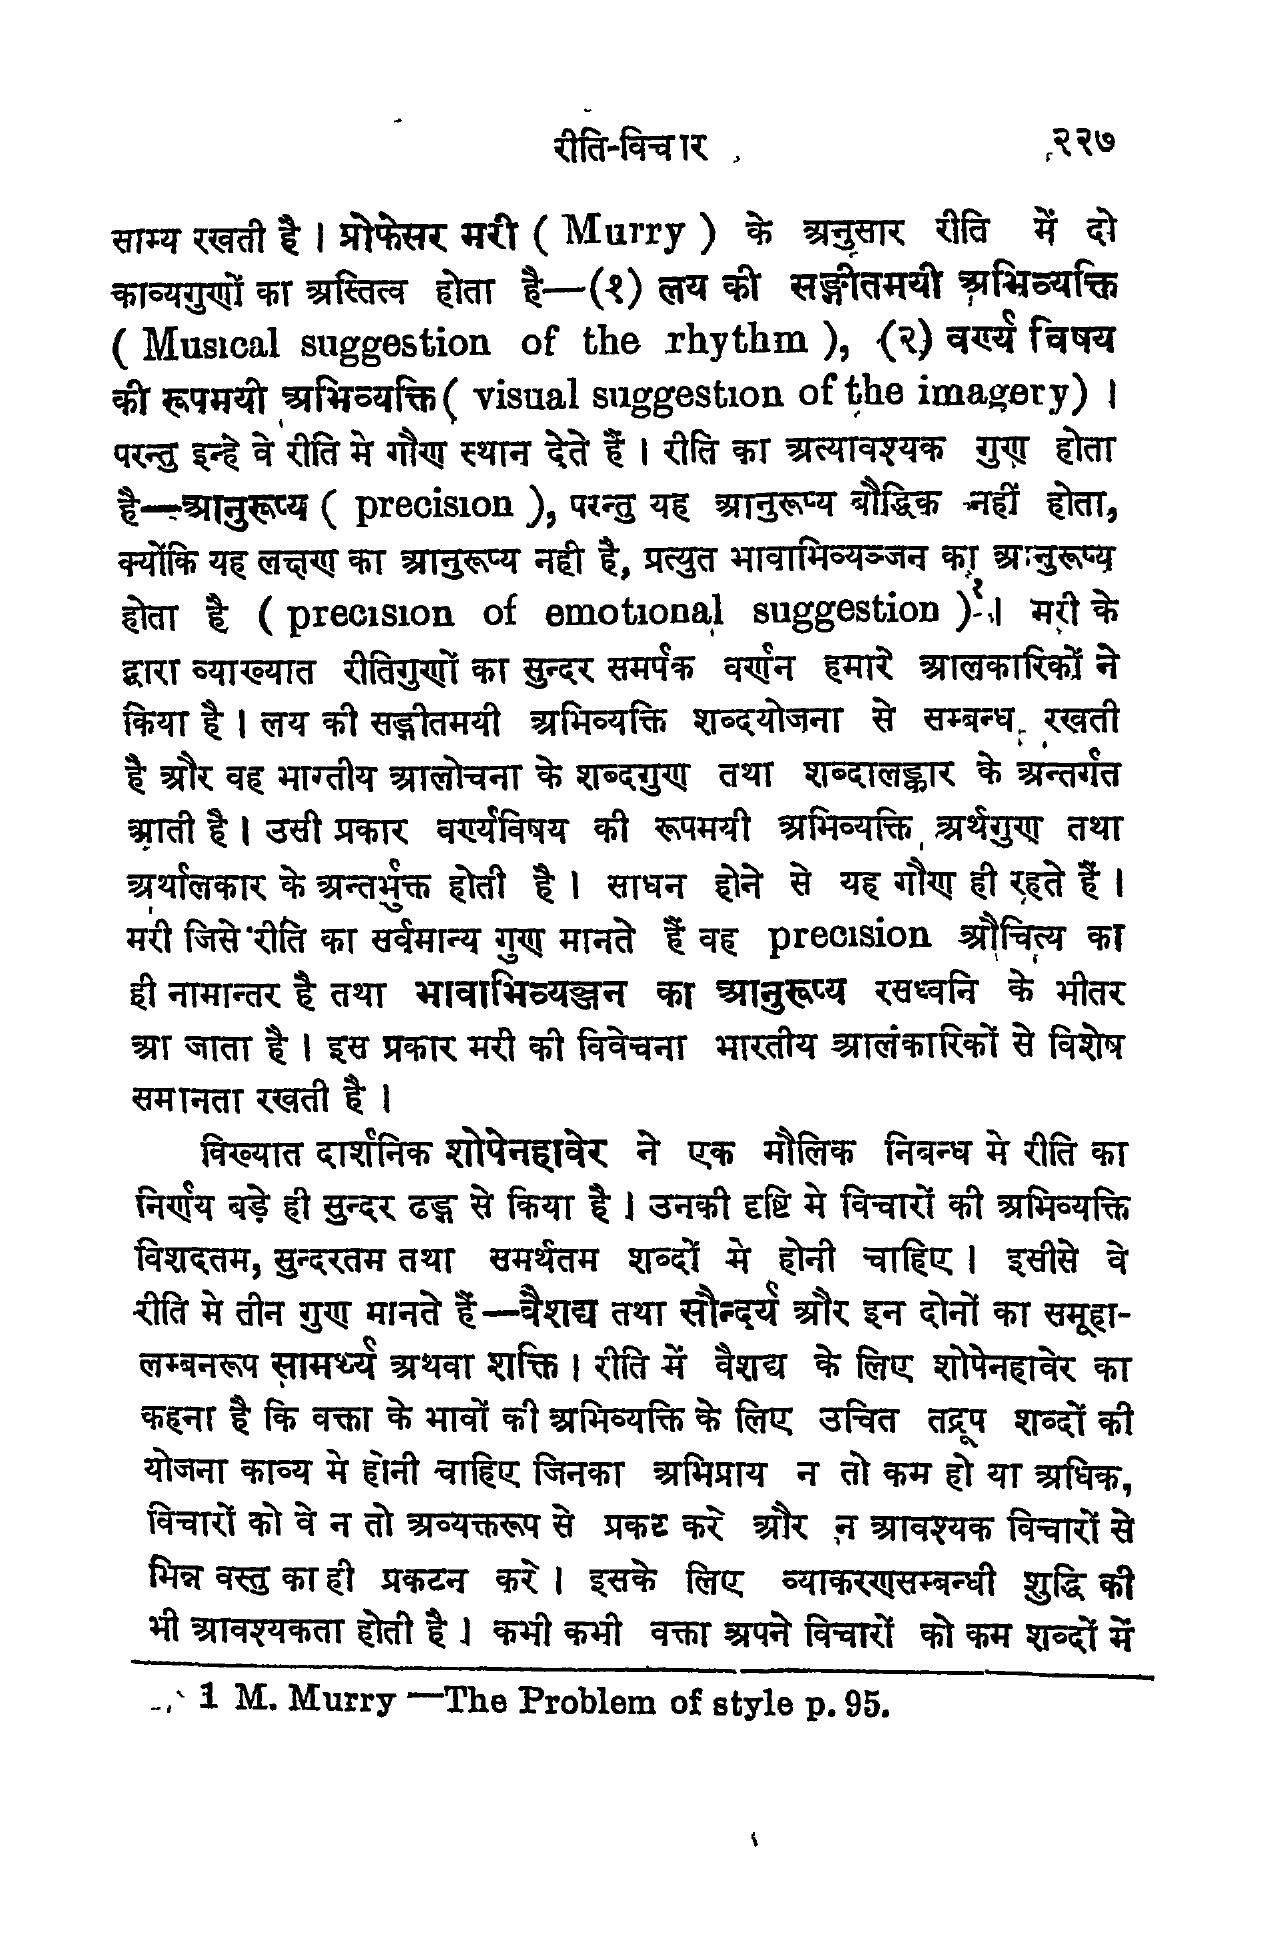 रीति-विचार २२७
साम्य रखती है । प्रोफेसर मरी ( Murry ) के अनुसार रीति में दो
काव्यगुणों का अस्तित्व होता है—(१) लय की सङ्गीतमयी अभिव्यक्ति
( Musical suggestion of the rhythm ), (२) वर्ण्य विषय
की रूपमयी अभिव्यक्ति ( visual suggestion of the imagery) ।
परन्तु इन्हे वे रीति मे गौण स्थान देते हैं । रीति का अत्यावश्यक गुण होता
है—आनुरूप्य ( precision ), परन्तु यह आनुरूप्य बौद्धिक नहीं होता,
क्योंकि यह लक्षण का आनुरूप्य नही है, प्रत्युत भावाभिव्यञ्जन का आनुरूप्य
होता है ( precision of emotional suggestion )१ । मरी के
द्वारा व्याख्यात रीतिगुणों का सुन्दर समर्पक वर्णन हमारे आलकारिकों ने
किया है । लय की सङ्गीतमयी अभिव्यक्ति शब्दयोजना से सम्बन्ध रखती
है और वह भारतीय आलोचना के शब्दगुण तथा शब्दालङ्कार के अन्तर्गत
आती है । उसी प्रकार वर्ण्यविषय की रूपमयी अभिव्यक्ति अर्थगुण तथा
अर्थालकार के अन्तर्भुक्त होती है । साधन होने से यह गौण ही रहते हैं ।
मरी जिसे रीति का सर्वमान्य गुण मानते हैं वह precision औचित्य का
ही नामान्तर है तथा भावाभिव्यञ्जन का आनुरूप्य रसध्वनि के भीतर
आ जाता है । इस प्रकार मरी की विवेचना भारतीय आलंकारिकों से विशेष
समानता रखती है ।
विख्यात दार्शनिक शोपेनहावेर ने एक मौलिक निबन्ध मे रीति का
निर्णय बड़े ही सुन्दर ढङ्ग से किया है । उनकी दृष्टि मे विचारों की अभिव्यक्ति
विशदतम, सुन्दरतम तथा समर्थतम शब्दों मे होनी चाहिए । इसीसे वे
रीति मे तीन गुण मानते हैं—वैशद्य तथा सौन्दर्य और इन दोनों का समूहा-
लम्बनरूप सामर्थ्य अथवा शक्ति । रीति में वैशद्य के लिए शोपेनहावेर का
कहना है कि वक्ता के भावों की अभिव्यक्ति के लिए उचित तद्रूप शब्दों की
योजना काव्य मे होनी चाहिए जिनका अभिप्राय न तो कम हो या अधिक,
विचारों को वे न तो अव्यक्तरूप से प्रकट करे और न आवश्यक विचारों से
भिन्न वस्तु का ही प्रकटन करे । इसके लिए व्याकरणसम्बन्धी शुद्धि की
भी आवश्यकता होती है । कभी कभी वक्ता अपने विचारों को कम शब्दों में
1 M. Murry —The Problem of style p. 95.